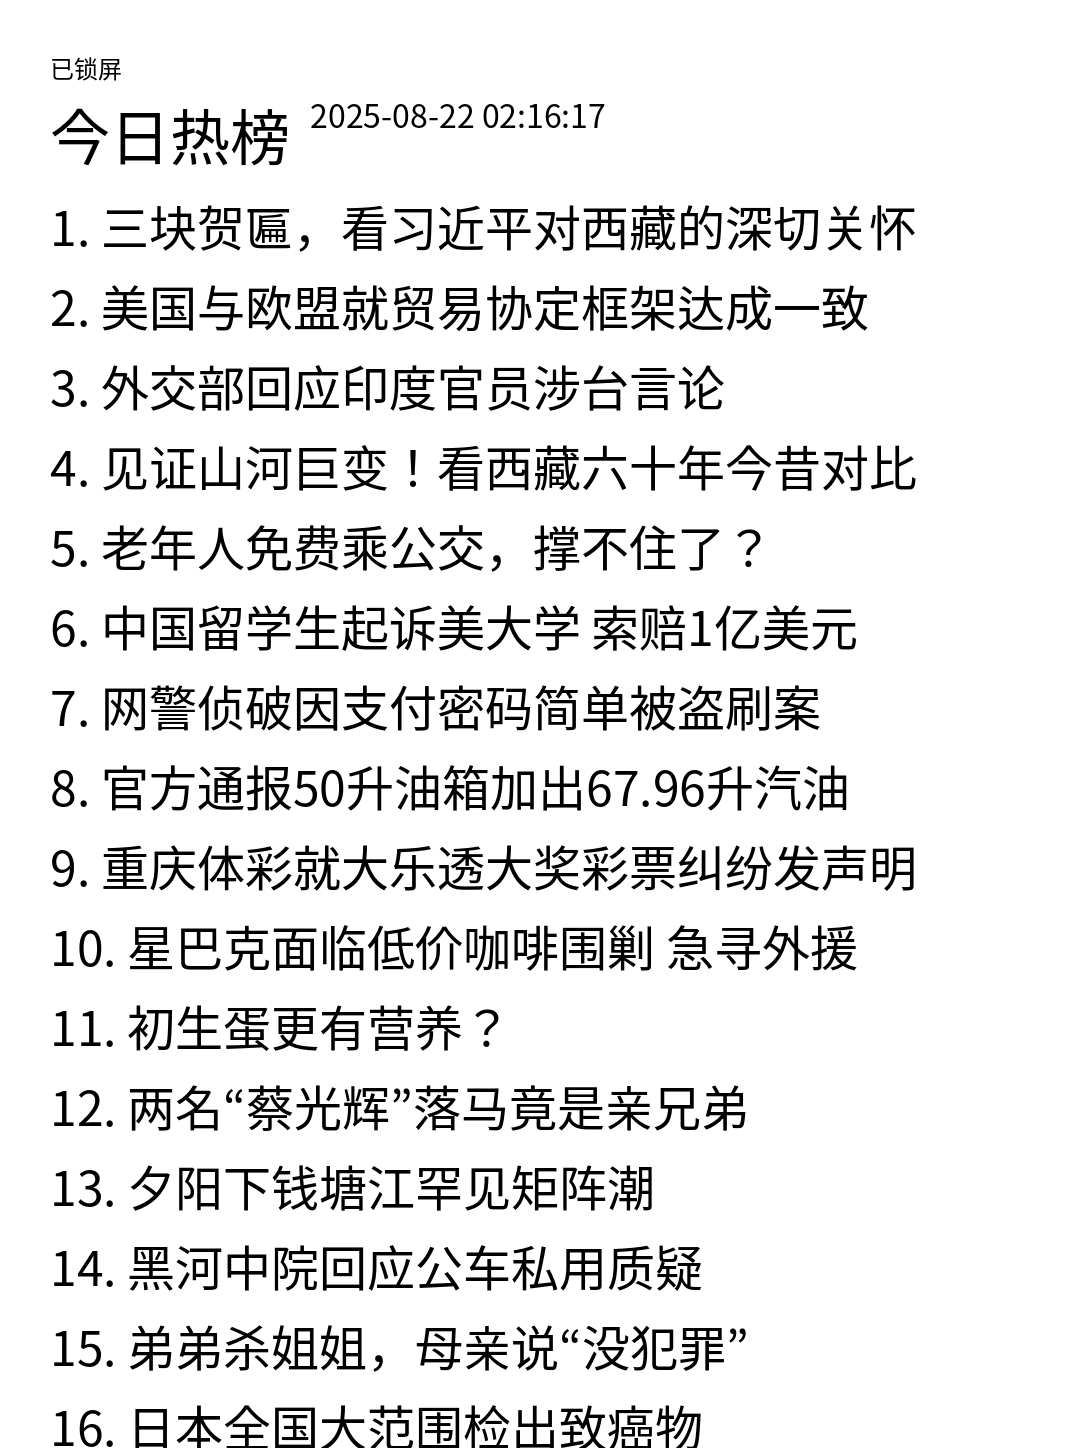 已锁屏
今日热榜 2025-08-22 02:16:17
1. 三块贺匾，看习近平对西藏的深切关怀
2. 美国与欧盟就贸易协定框架达成一致
3. 外交部回应印度官员涉台言论
4. 见证山河巨变！看西藏六十年今昔对比
5. 老年人免费乘公交，撑不住了？
6. 中国留学生起诉美大学 索赔1亿美元
7. 网警侦破因支付密码简单被盗刷案
8. 官方通报50升油箱加出67.96升汽油
9. 重庆体彩就大乐透大奖彩票纠纷发声明
10. 星巴克面临低价咖啡围剿 急寻外援
11. 初生蛋更有营养？
12. 两名“蔡光辉”落马竟是亲兄弟
13. 夕阳下钱塘江罕见矩阵潮
14. 黑河中院回应公车私用质疑
15. 弟弟杀姐姐，母亲说“没犯罪”
16. 日本全国大范围检出致癌物